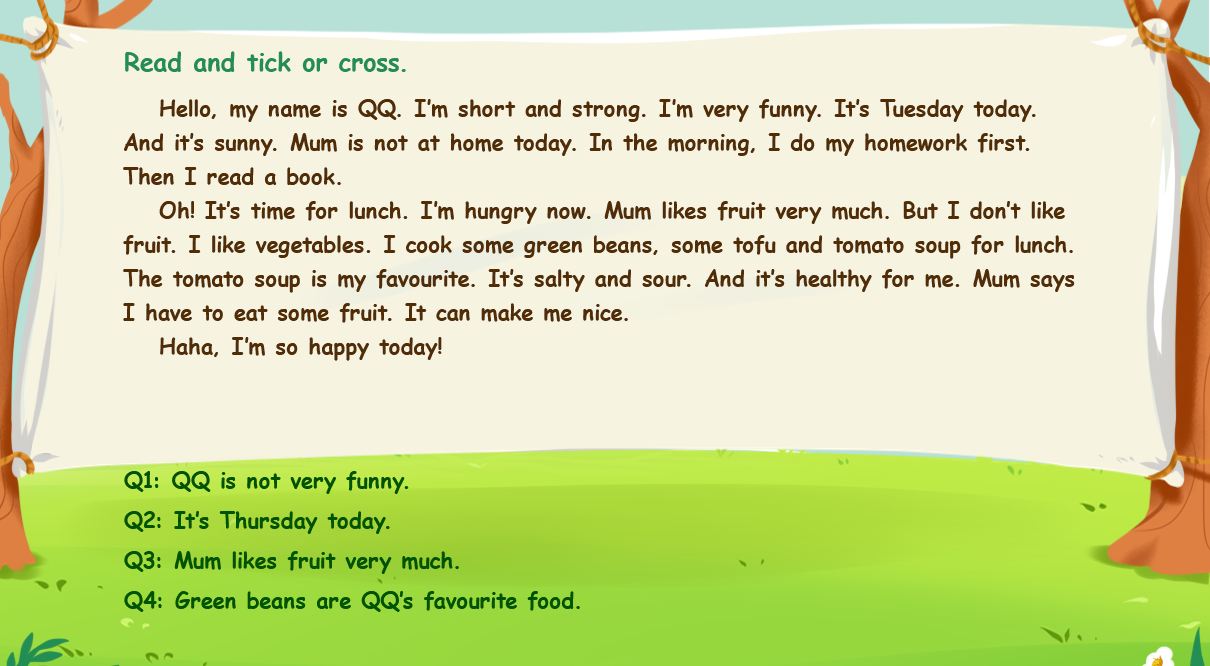 Read and tick or cross.
Hello, my name is QQ. I'm short and strong. I'm very funny. It's Tuesday today.
And it's sunny. Mum is not at home today. In the morning, I do my homework first.
Then I read a book.
Oh! It's time for lunch. I'm hungry now. Mum likes fruit very much. But I don't like
fruit. I like vegetables. I cook some green beans, some tofu and tomato soup for lunch.
The tomato soup is my favourite. It's salty and sour. And it's healthy for me. Mum says
I have to eat some fruit. It can make me nice.
Haha, I'm so happy today!
Q1: QQ is not very funny.
Q2: It's Thursday today.
Q3: Mum likes fruit very much.
Q4: Green beans are QQ's favourite food.